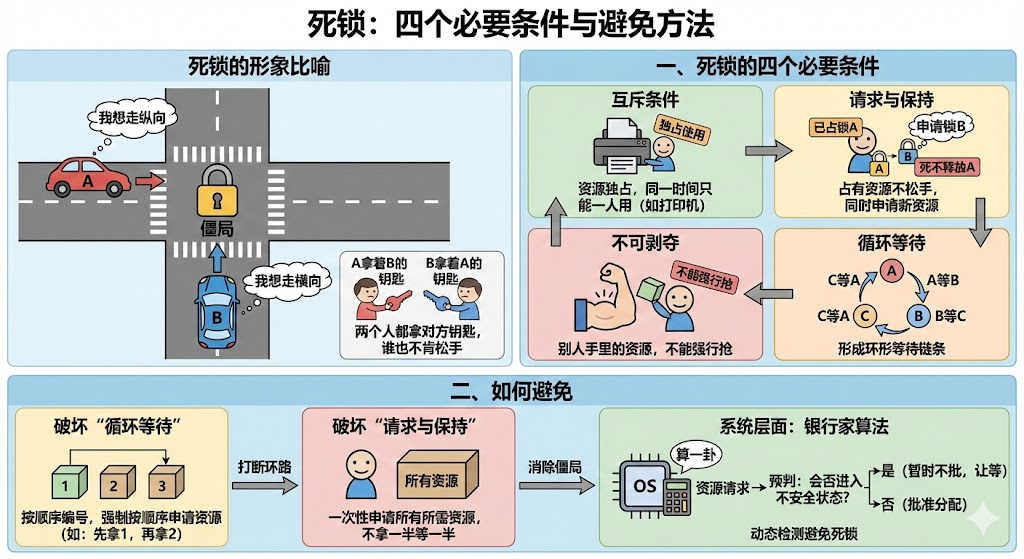 死锁：四个必要条件与避免方法
死锁的形象比喻
我想走纵向
A
僵局
我想走横向
B
A拿着B的
钥匙
B拿着A的
钥匙
两个人都拿对方钥匙，
谁也不肯松手
一、死锁的四个必要条件
互斥条件
独占使用
资源独占，同一时间只
能一人用（如打印机）
请求与保持
已占锁A
申请锁B
A
B
死不释放A
占有资源不松手，
同时申请新资源
不可剥夺
不能强行抢
别人手里的资源，不能强行抢
循环等待
C等A
A
A等B
C等A
C
B
B等C
形成环形等待链条
二、如何避免
破坏“循环等待”
1
2
3
按顺序编号，强制按顺序申请资源
（如：先拿1，再拿2）
打断环路
破坏“请求与保持”
所有资源
一次性申请所有所需资源，
不拿一半等一半
消除僵局
系统层面：银行家算法
算一卦
OS
资源请求
预判：会否进入
不安全状态？
是（暂时不批，让等）
否（批准分配）
动态检测避免死锁